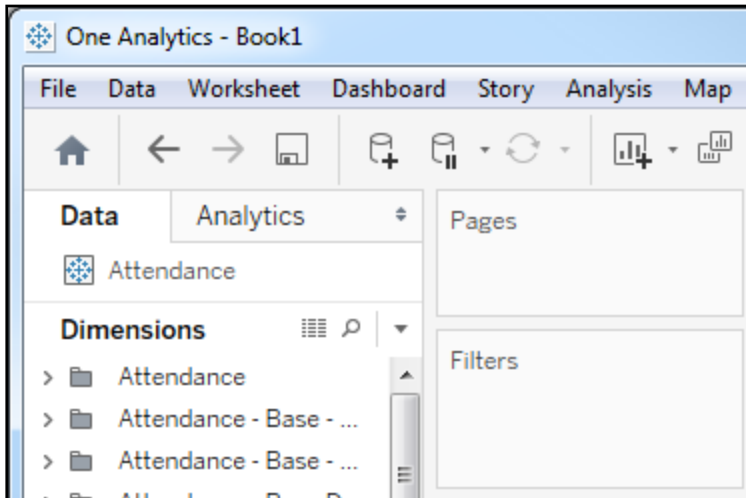 One Analytics - Book1
File Data Worksheet Dashboard Story Analysis Map
Data Analytics
Pages
Attendance
Dimensions
Filters
Attendance
Attendance - Base - ...
Attendance - Base - ...